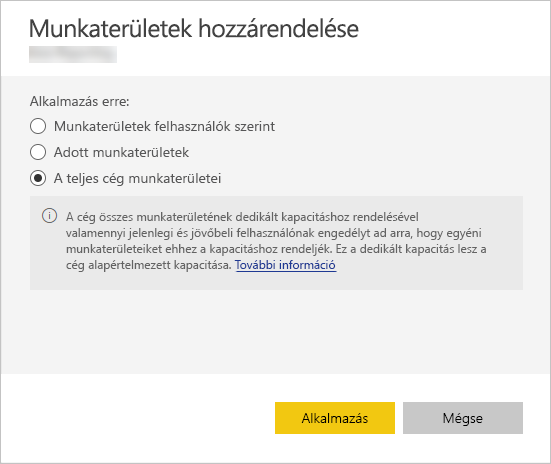 Munkaterületek hozzárendelése
Alkalmazás erre:
Munkaterületek felhasználók szerint
Adott munkaterületek
A teljes cég munkaterületei
A cég összes munkaterületének dedikált kapacitáshoz rendelésével
valamennyi jelenlegi és jövőbeli felhasználónak engedélyt ad arra, hogy egyéni
munkaterületeiket ehhez a kapacitáshoz rendeljék. Ez a dedikált kapacitás lesz a
cég alapértelmezett kapacitása. További információ
Alkalmazás
Mégse